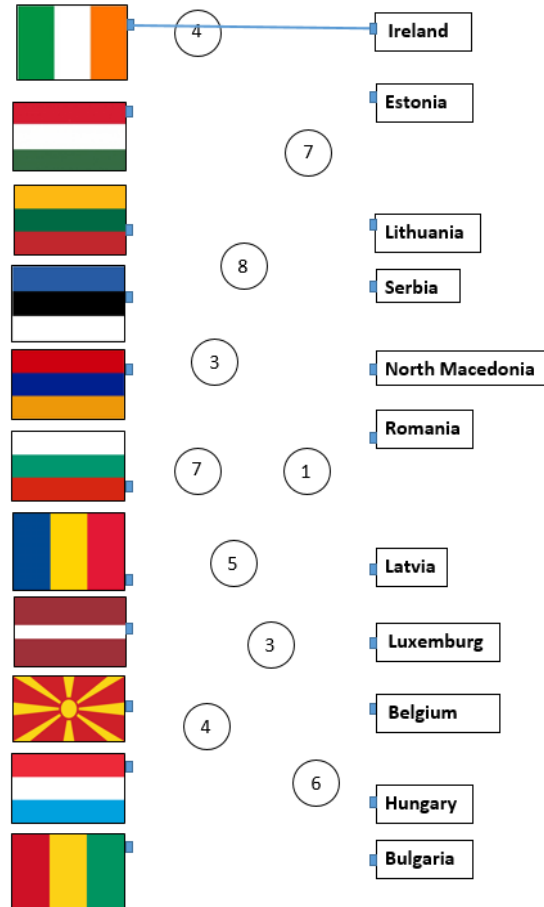 4
Ireland
Estonia
7
Lithuania
8
Serbia
3
North Macedonia
Romania
7
1
5
Latvia
3
Luxemburg
4
Belgium
6
Hungary
Bulgaria